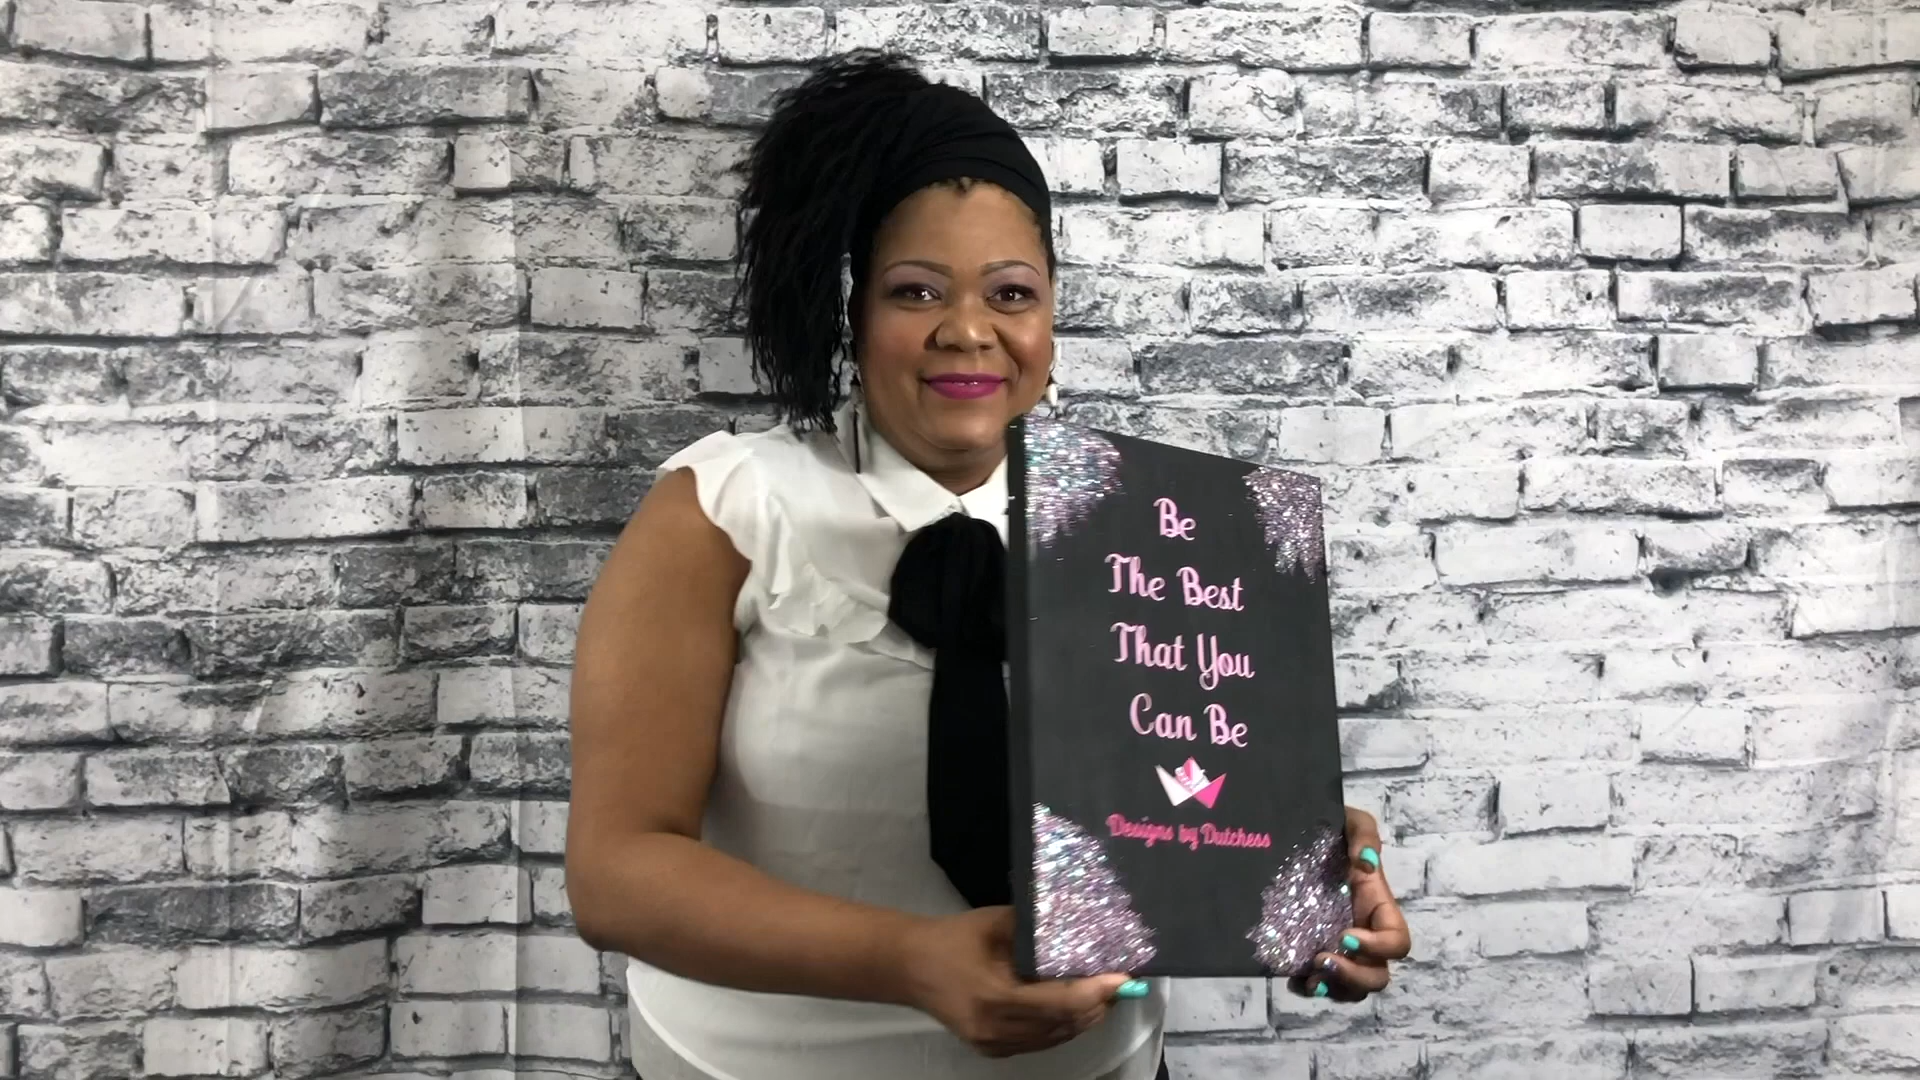 Be
The Best
That You
Can Be
Designs by Dutchess